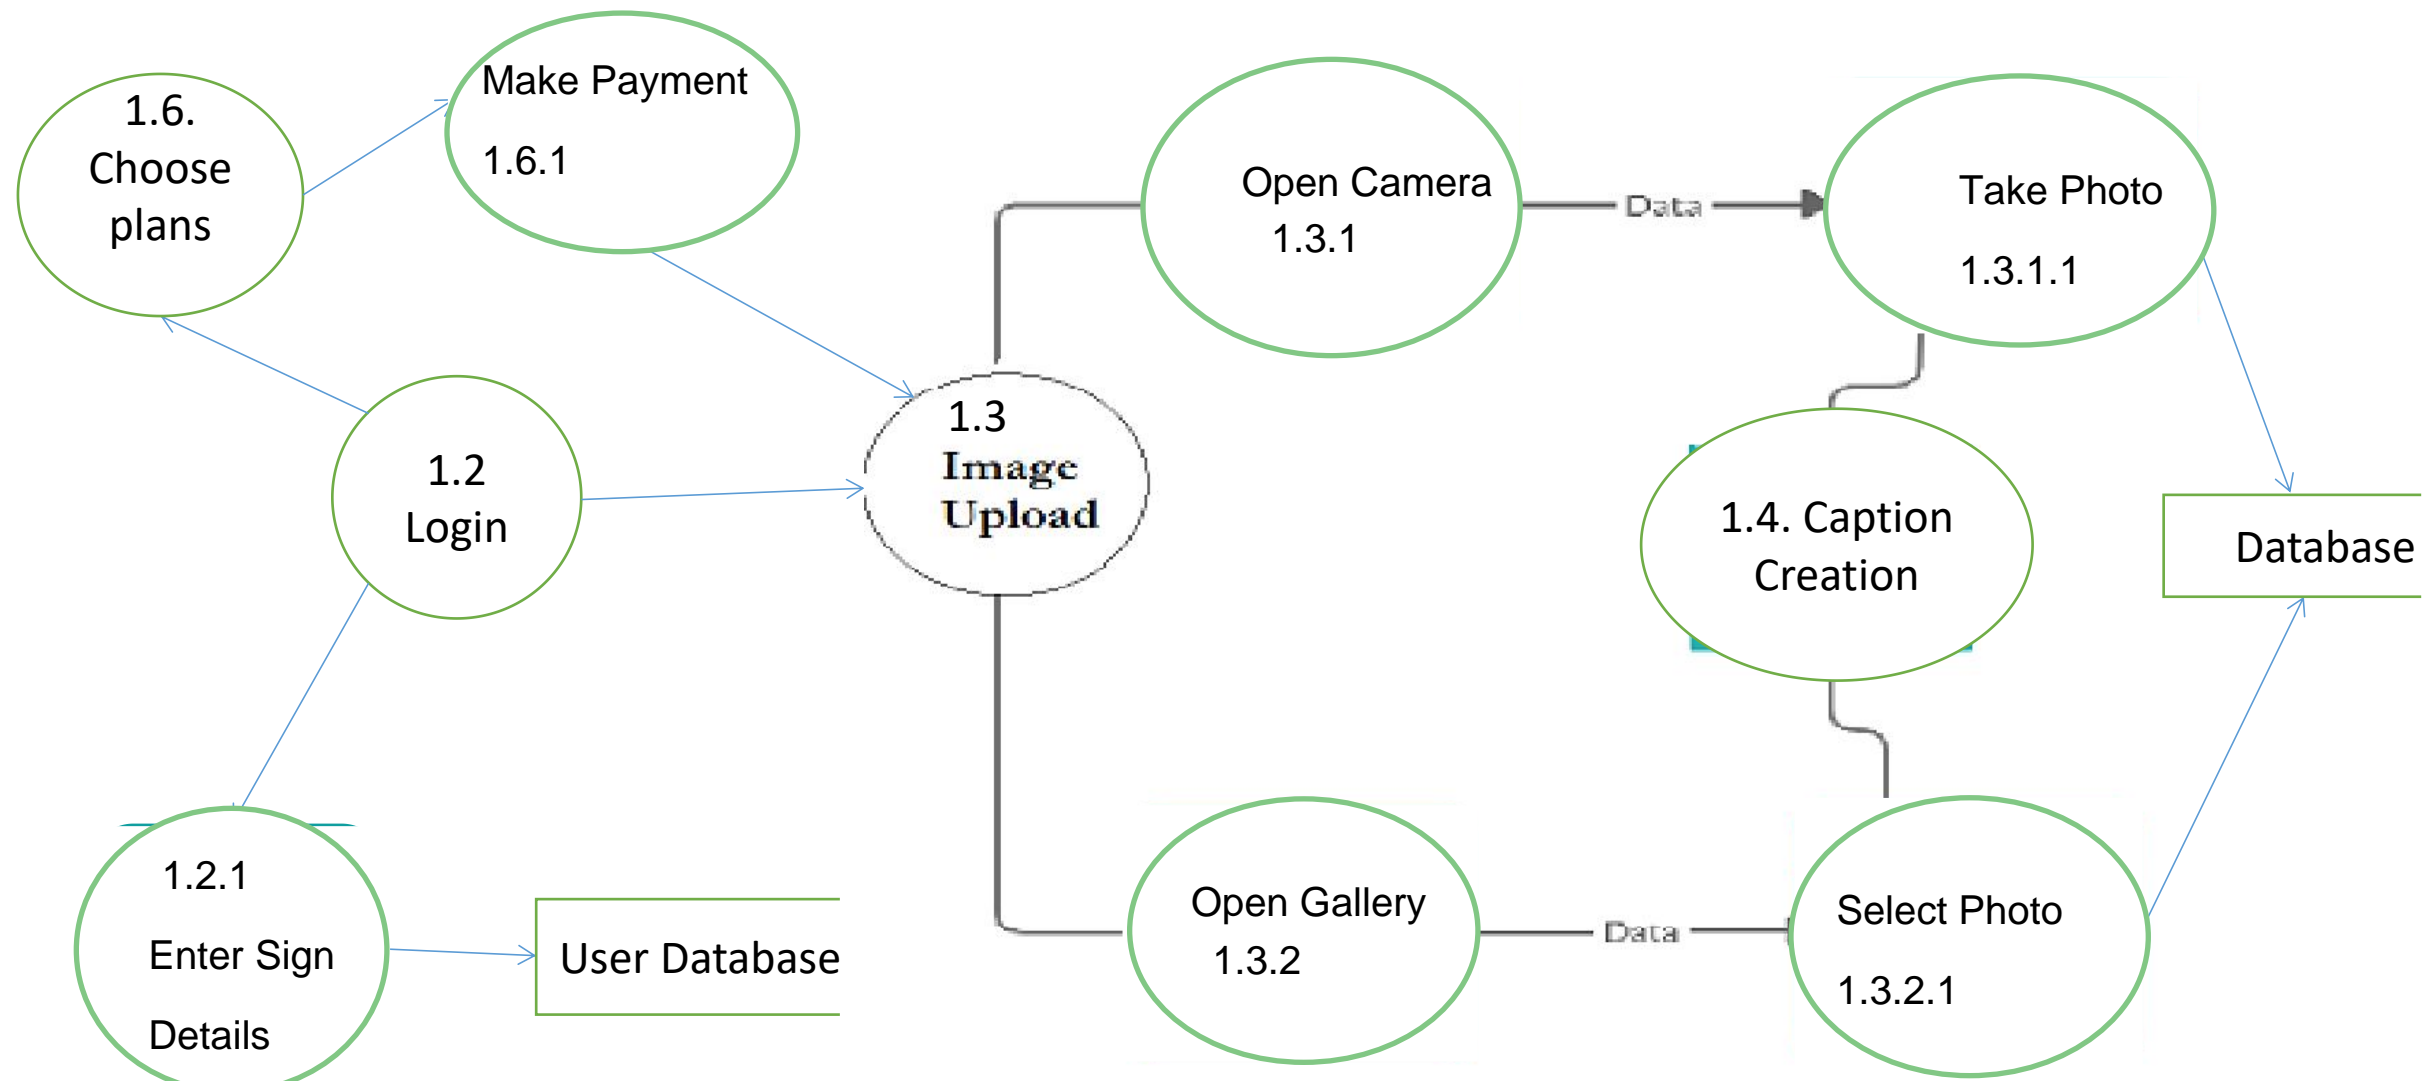 1.6.
Choose
plans
Make Payment
1.6.1
Open Camera
1.3.1
Data
Take Photo
1.3.1.1
1.2
Login
1.3
Image
Upload
1.4. Caption
Creation
Database
1.2.1
Enter Sign
Details
User Database
Open Gallery
1.3.2
Data
Select Photo
1.3.2.1